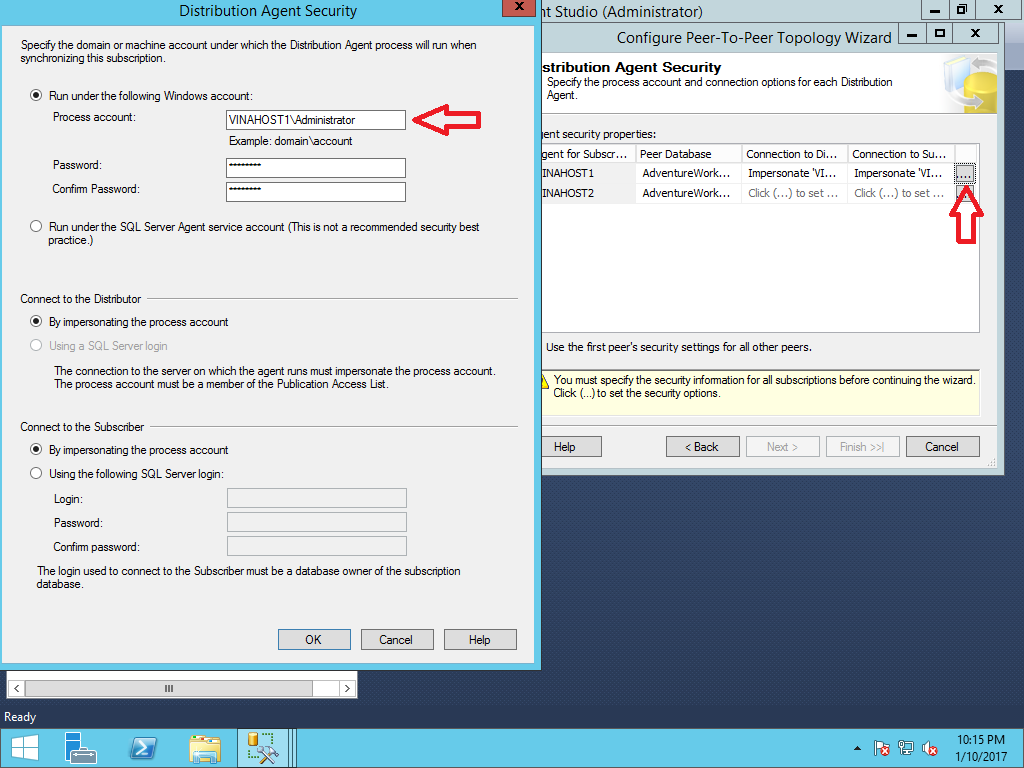 Distribution Agent Security
Specify the domain or machine account under which the Distribution Agent process will run when
synchronizing this subscription.
Run under the following Windows account:
Process account:
VINAHOST1\Administrator
Example: domain\account
Password:
********
Confirm Password:
********
Run under the SQL Server Agent service account (This is not a recommended security best
practice.)
Connect to the Distributor
By impersonating the process account
Using a SQL Server login
The connection to the server on which the agent runs must impersonate the process account.
The process account must be a member of the Publication Access List.
Connect to the Subscriber
By impersonating the process account
Using the following SQL Server login:
Login:
Password:
Confirm password:
The login used to connect to the Subscriber must be a database owner of the subscription
database.
OK Cancel Help
nt Studio (Administrator)
Configure Peer-To-Peer Topology Wizard
stribution Agent Security
Specify the process account and connection options for each Distribution
Agent.
gent security properties:
gent for Subscr... Peer Database Connection to Di... Connection to Su...
INAHOST1 AdventureWork... Impersonate 'VI... Impersonate 'VI... ...
INAHOST2 AdventureWork... Click (...) to set ... Click (...) to set ...
Use the first peer's security settings for all other peers.
You must specify the security information for all subscriptions before continuing the wizard.
Click (...) to set the security options.
Help < Back Next > Finish >>| Cancel
Ready
10:15 PM
1/10/2017